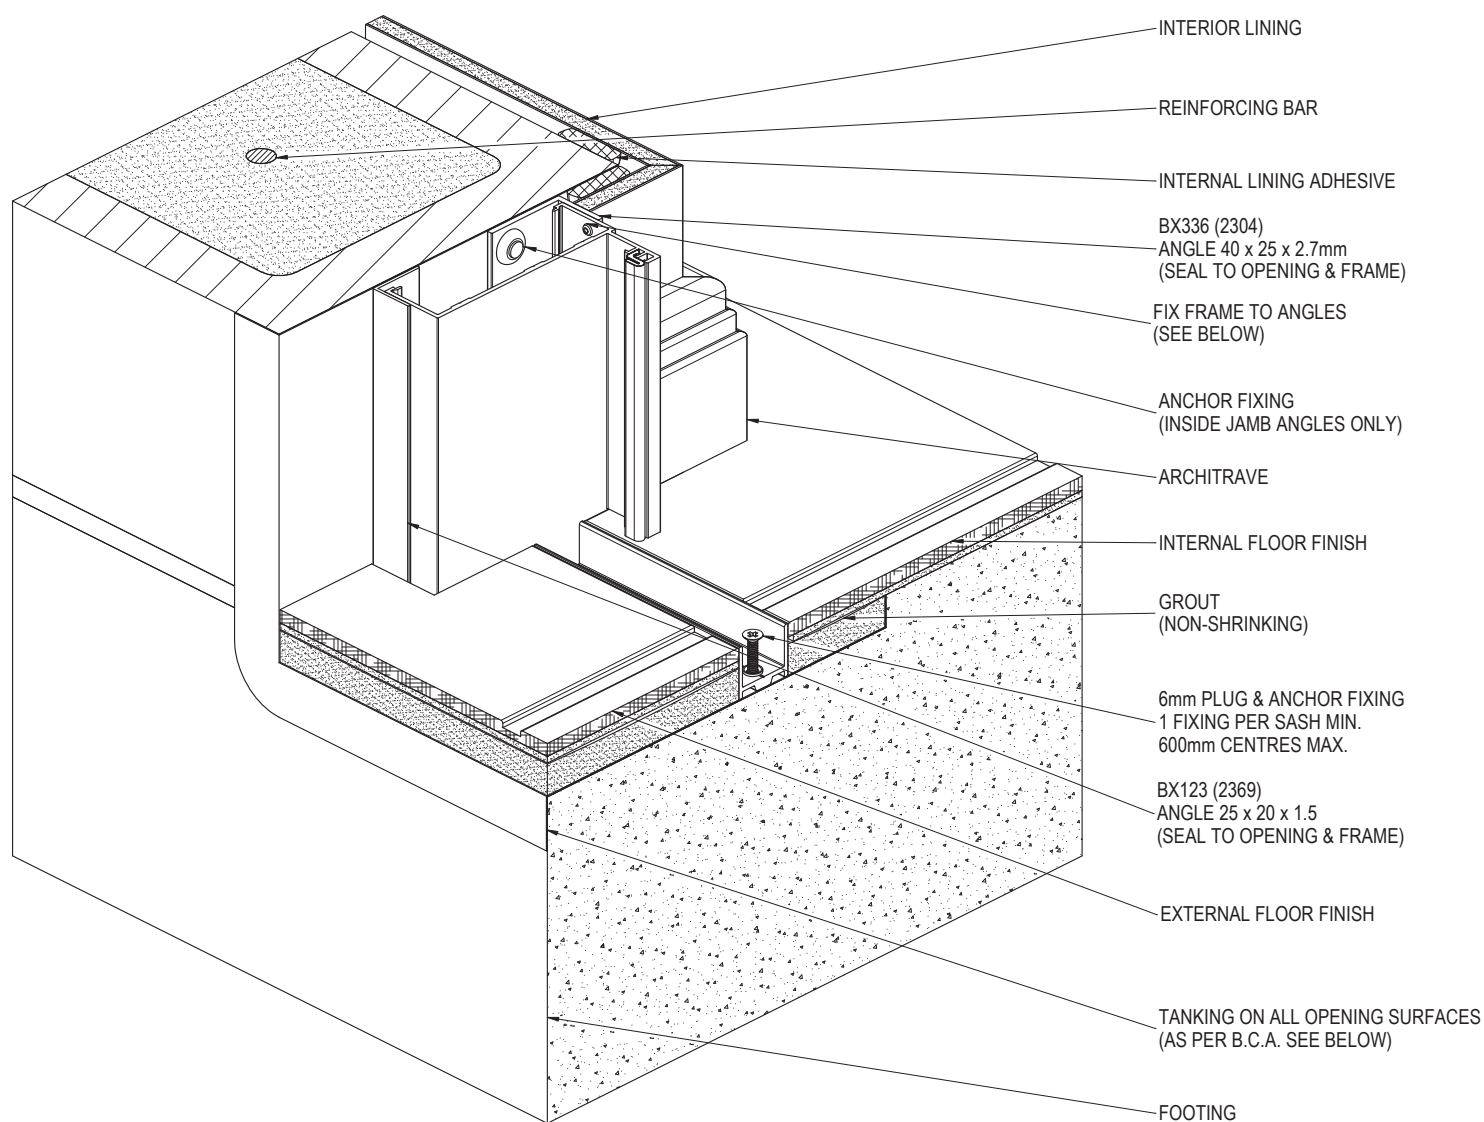 INTERIOR LINING
REINFORCING BAR
INTERNAL LINING ADHESIVE
BX336 (2304)
ANGLE 40 x 25 x 2.7mm
(SEAL TO OPENING & FRAME)
FIX FRAME TO ANGLES
(SEE BELOW)
ANCHOR FIXING
(INSIDE JAMB ANGLES ONLY)
ARCHITRAVE
INTERNAL FLOOR FINISH
GROUT
(NON-SHRINKING)
6mm PLUG & ANCHOR FIXING
1 FIXING PER SASH MIN.
600mm CENTRES MAX.
BX123 (2369)
ANGLE 25 x 20 x 1.5
(SEAL TO OPENING & FRAME)
EXTERNAL FLOOR FINISH
TANKING ON ALL OPENING SURFACES
(AS PER B.C.A. SEE BELOW)
FOOTING